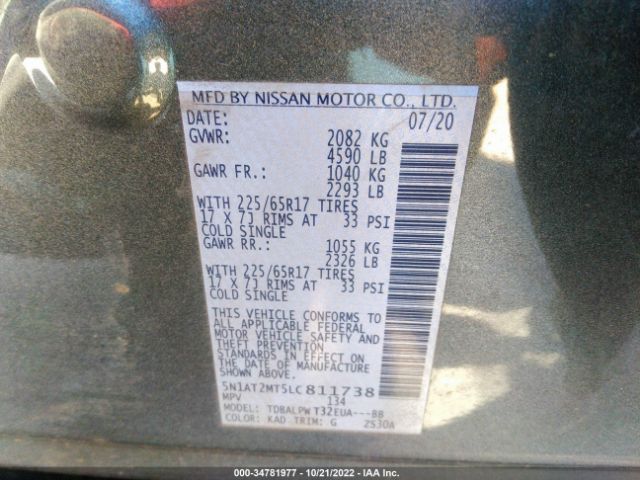 MFD BY NISSAN MOTOR CO., LTD.
DATE: 07/20
GVWR: 2082 KG
4590 LB
GAWR FR.: 1040 KG
2293 LB
WITH 225/65R17 TIRES
17 X 7J RIMS AT 33 PSI
COLD SINGLE
GAWR RR.: 1055 KG
2326 LB
WITH 225/65R17 TIRES
17 X 7J RIMS AT 33 PSI
COLD SINGLE
THIS VEHICLE CONFORMS TO
ALL APPLICABLE FEDERAL
MOTOR VEHICLE SAFETY AND
THEFT PREVENTION
STANDARDS IN EFFECT ON THE
DATE OF MANUFACTURE
SHOWN ABOVE.
5N1AT2MT5LC811738
MPV 134
MODEL: TDBALPWT32EUA---BB
COLOR: KAD TRIM: G 2S30A
000-34781977 - 10/21/2022 - IAA Inc.